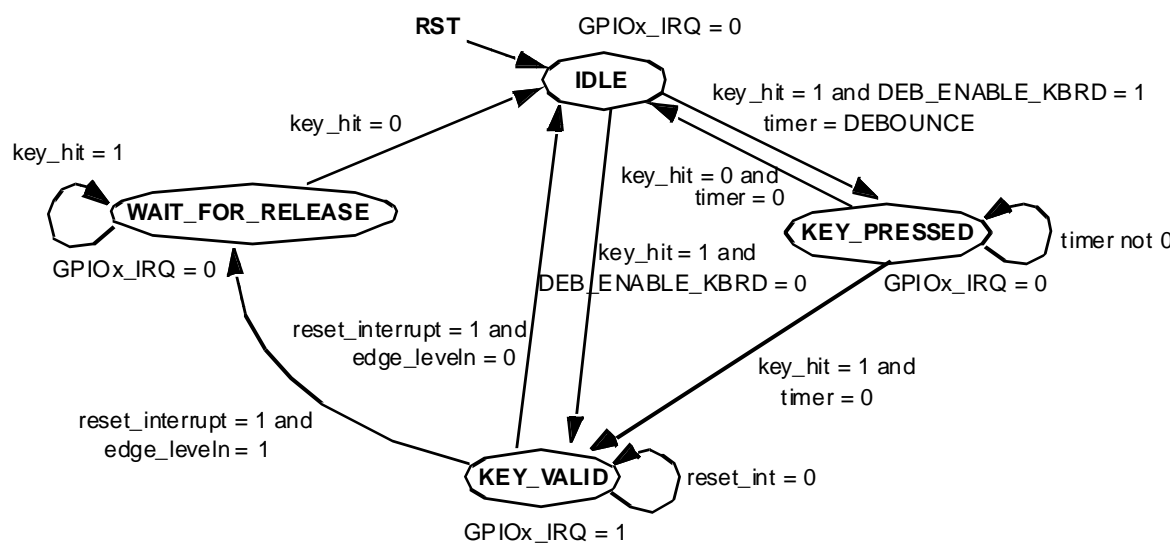 RST
GPIOx_IRQ = 0
IDLE
key_hit = 1 and DEB_ENABLE_KBRD = 1
timer = DEBOUNCE
key_hit = 0
key_hit = 1
key_hit = 0 and
timer = 0
WAIT_FOR_RELEASE
KEY_PRESSED
timer not 0
GPIOx_IRQ = 0
key_hit = 1 and
DEB_ENABLE_KBRD = 0
GPIOx_IRQ = 0
reset_interrupt = 1 and
edge_leveln = 0
key_hit = 1 and
timer = 0
reset_interrupt = 1 and
edge_leveln = 1
KEY_VALID
reset_int = 0
GPIOx_IRQ = 1